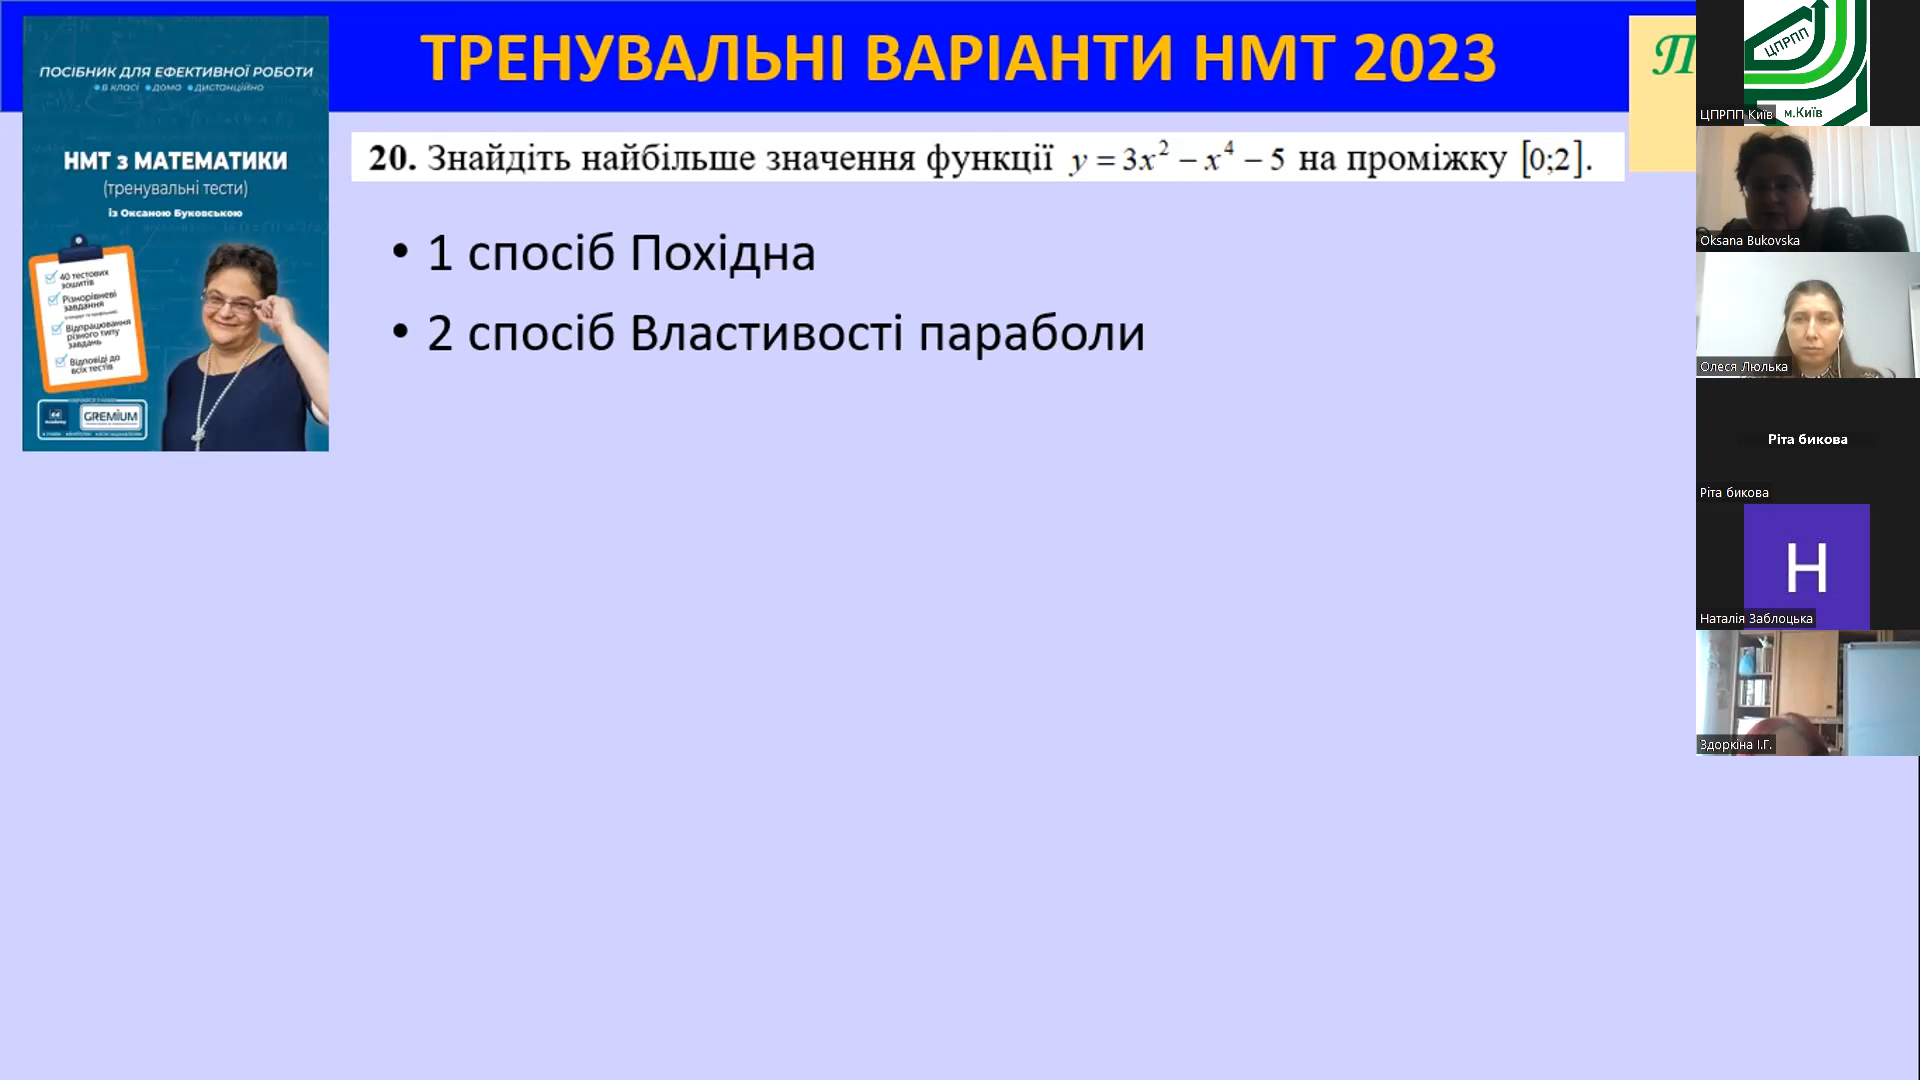 ТРЕНУВАЛЬНІ ВАРІАНТИ НМТ 2023
ПОСІБНИК ДЛЯ ЕФЕКТИВНОЇ РОБОТИ
• в класі • дома • дистанційно
НМТ з МАТЕМАТИКИ
(тренувальні тести)
із Оксаною Буковською
40 тестових
зошитів
Різнорівневі
завдання
Відпрацювання
різного типу
завдань
Відповіді до
всіх тестів
GREMIUM
20. Знайдіть найбільше значення функції y = 3x² – x⁴ – 5 на проміжку [0;2].
• 1 спосіб Похідна
• 2 спосіб Властивості параболи
П
ЦПРПП
м.Київ
ЦПРПП Київ
Oksana Bukovska
Олеся Люлька
Ріта бикова
Ріта бикова
Н
Наталія Заблоцька
Здоркіна І.Г.